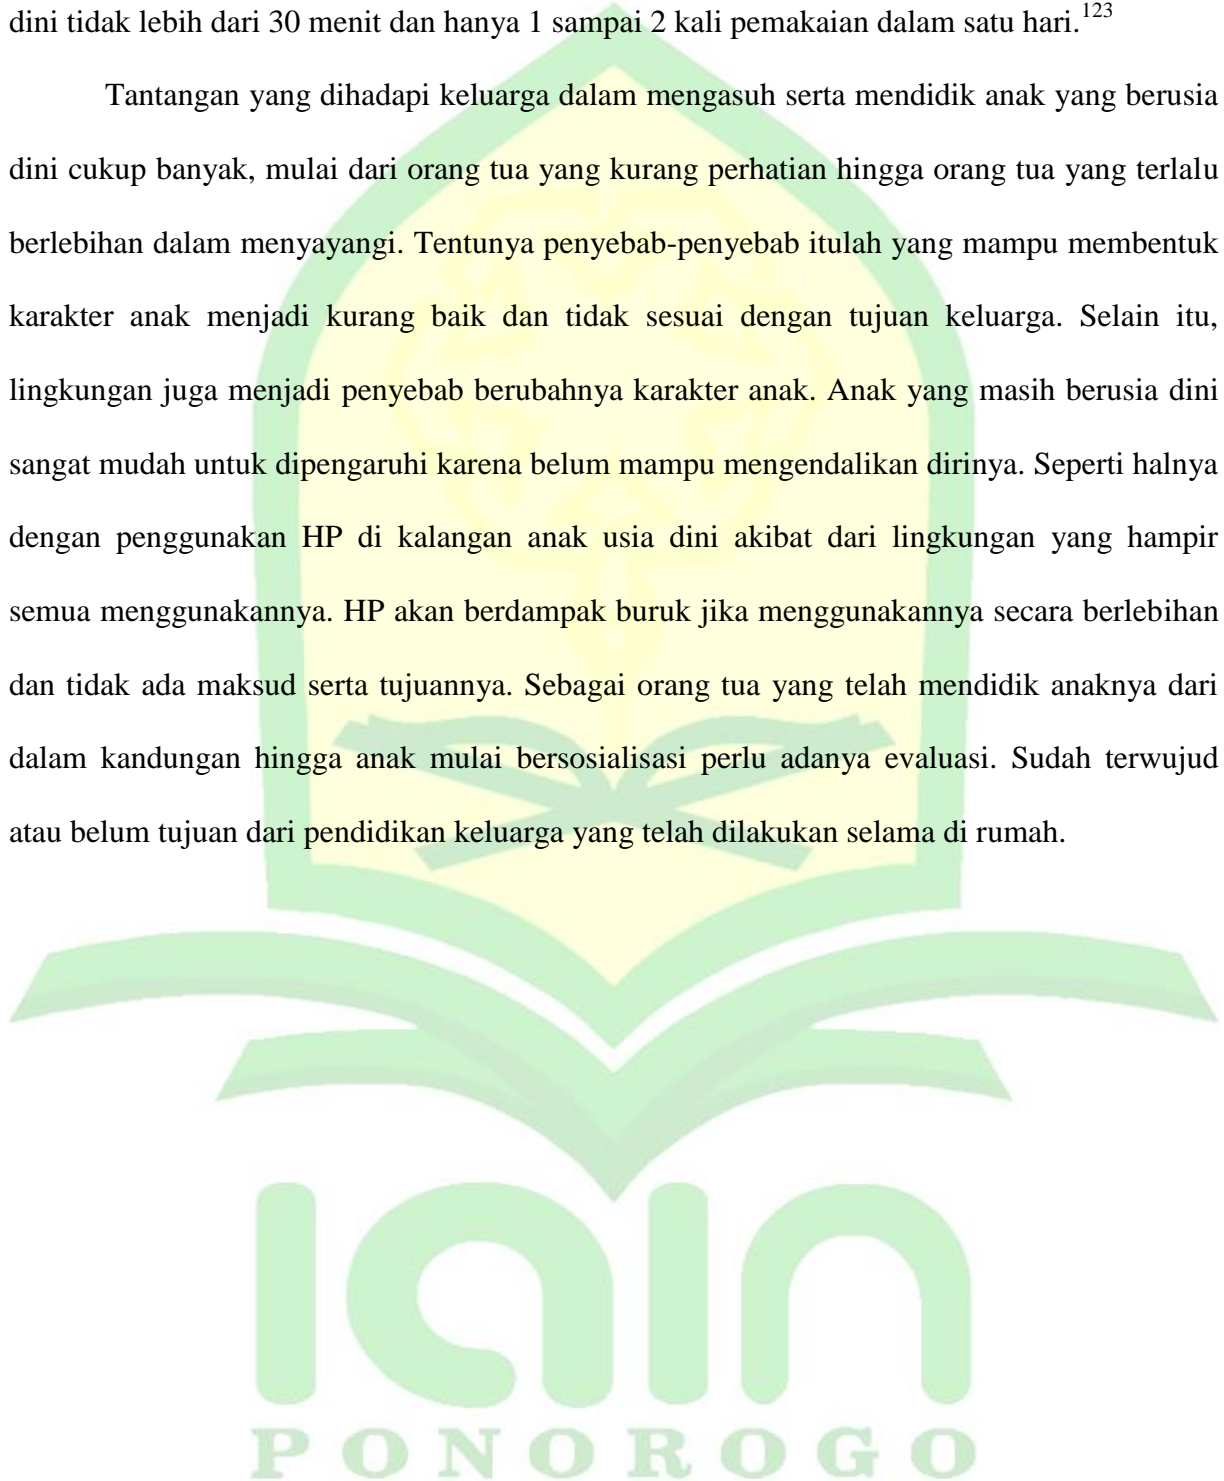 dini tidak lebih dari 30 menit dan hanya 1 sampai 2 kali pemakaian dalam satu hari.123
Tantangan yang dihadapi keluarga dalam mengasuh serta mendidik anak yang berusia
dini cukup banyak, mulai dari orang tua yang kurang perhatian hingga orang tua yang terlalu
berlebihan dalam menyayangi. Tentunya penyebab-penyebab itulah yang mampu membentuk
karakter anak menjadi kurang baik dan tidak sesuai dengan tujuan keluarga. Selain itu,
lingkungan juga menjadi penyebab berubahnya karakter anak. Anak yang masih berusia dini
sangat mudah untuk dipengaruhi karena belum mampu mengendalikan dirinya. Seperti halnya
dengan penggunakan HP di kalangan anak usia dini akibat dari lingkungan yang hampir
semua menggunakannya. HP akan berdampak buruk jika menggunakannya secara berlebihan
dan tidak ada maksud serta tujuannya. Sebagai orang tua yang telah mendidik anaknya dari
dalam kandungan hingga anak mulai bersosialisasi perlu adanya evaluasi. Sudah terwujud
atau belum tujuan dari pendidikan keluarga yang telah dilakukan selama di rumah.
iain
PONOROGO